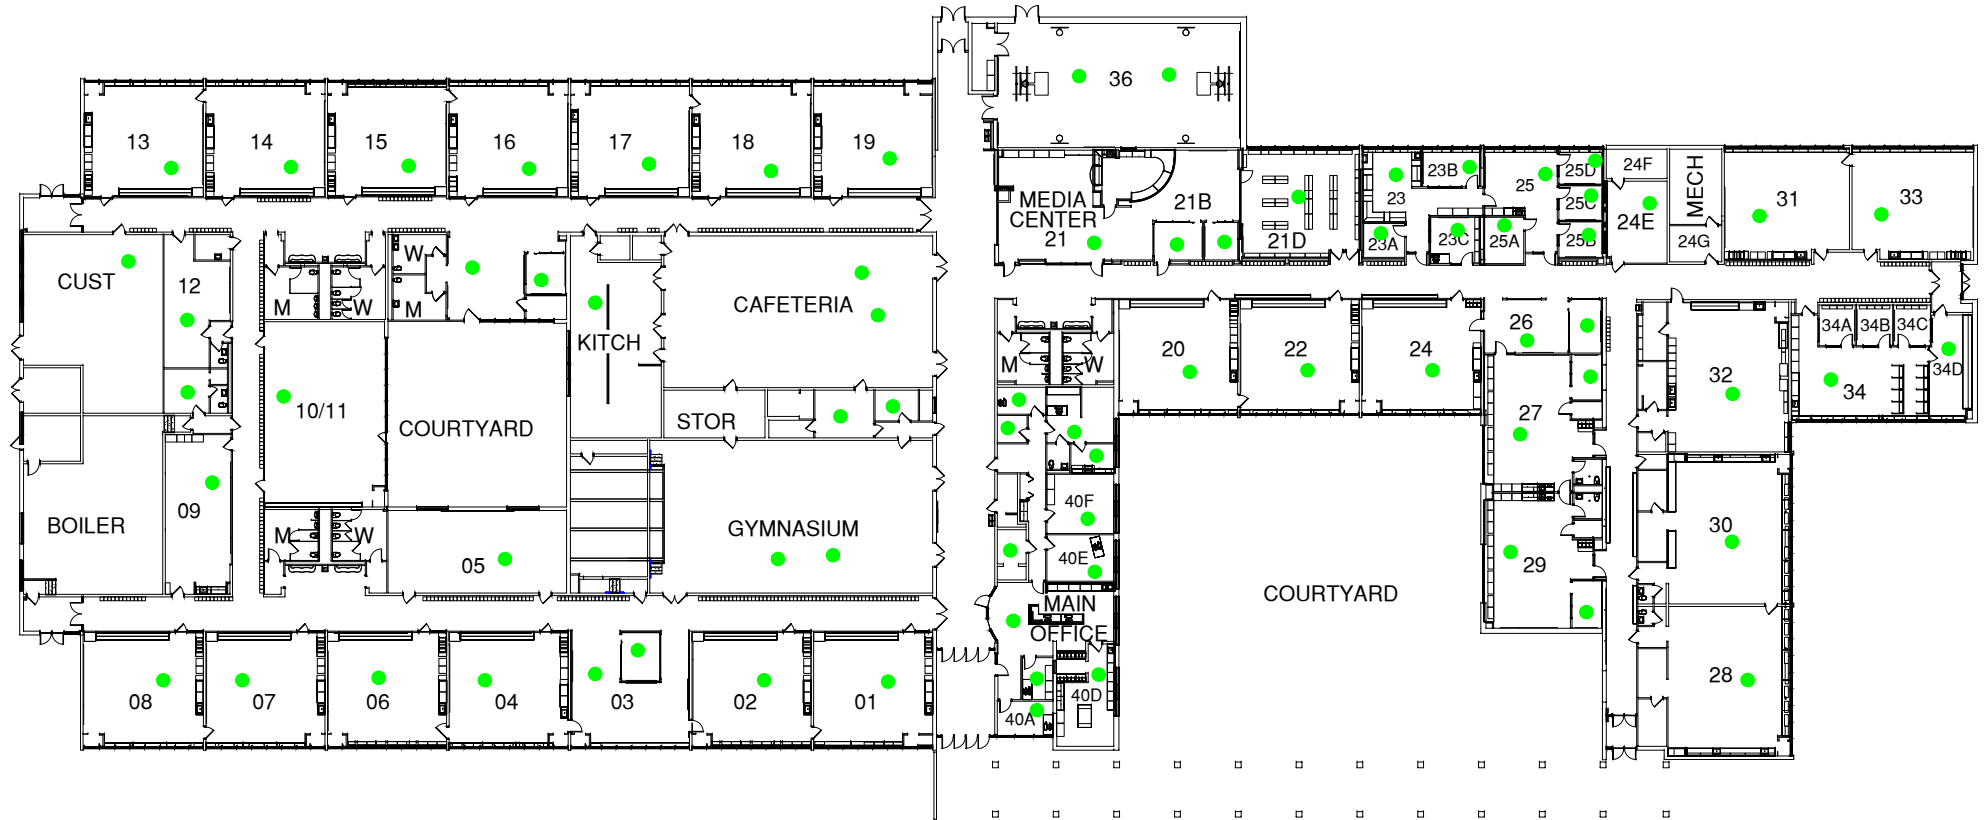 36
13
14
15
16
17
18
19
MEDIA
CENTER
21
21B
21D
23
23B
23A
23C
25
25D
25C
25B
25A
24F
24E
24G
MECH
31
33
CUST
12
M
W
W
M
KITCH
CAFETERIA
10/11
COURTYARD
STOR
BOILER
09
M
W
05
GYMNASIUM
M
W
20
22
24
26
27
29
32
34A
34B
34C
34D
34
30
28
40F
40E
MAIN
OFFICE
40D
40A
COURTYARD
08
07
06
04
03
02
01